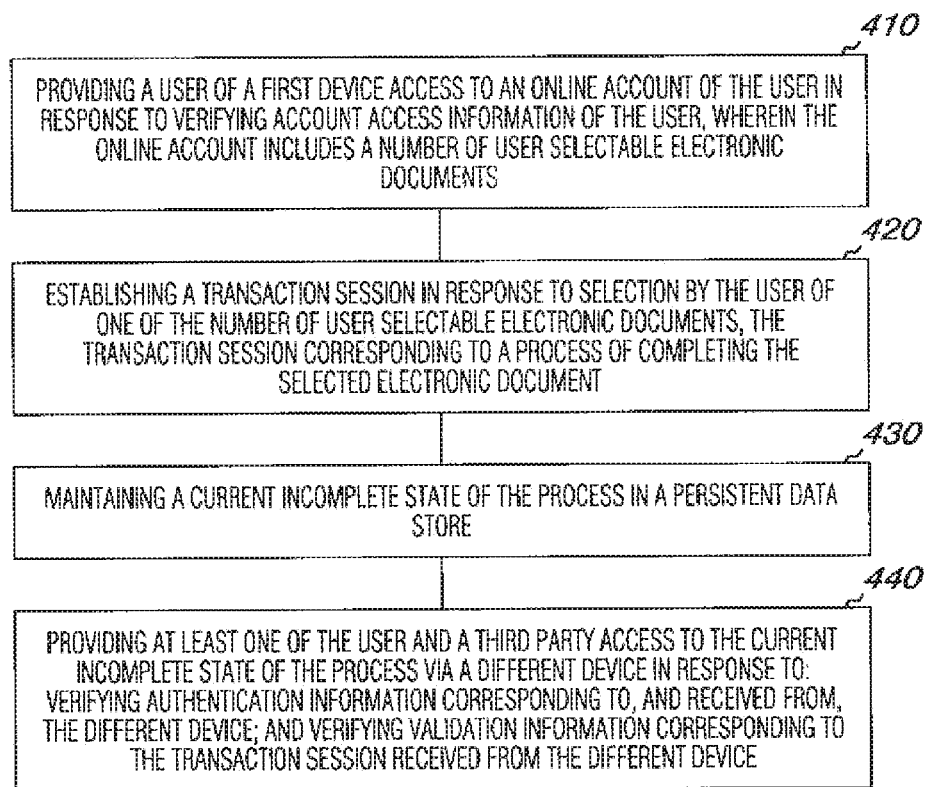 410
PROVIDING A USER OF A FIRST DEVICE ACCESS TO AN ONLINE ACCOUNT OF THE USER IN
RESPONSE TO VERIFYING ACCOUNT ACCESS INFORMATION OF THE USER, WHEREIN THE
ONLINE ACCOUNT INCLUDES A NUMBER OF USER SELECTABLE ELECTRONIC
DOCUMENTS
420
ESTABLISHING A TRANSACTION SESSION IN RESPONSE TO SELECTION BY THE USER OF
ONE OF THE NUMBER OF USER SELECTABLE ELECTRONIC DOCUMENTS, THE
TRANSACTION SESSION CORRESPONDING TO A PROCESS OF COMPLETING THE
SELECTED ELECTRONIC DOCUMENT
430
MAINTAINING A CURRENT INCOMPLETE STATE OF THE PROCESS IN A PERSISTENT DATA
STORE
440
PROVIDING AT LEAST ONE OF THE USER AND A THIRD PARTY ACCESS TO THE CURRENT
INCOMPLETE STATE OF THE PROCESS VIA A DIFFERENT DEVICE IN RESPONSE TO:
VERIFYING AUTHENTICATION INFORMATION CORRESPONDING TO, AND RECEIVED FROM,
THE DIFFERENT DEVICE; AND VERIFYING VALIDATION INFORMATION CORRESPONDING TO
THE TRANSACTION SESSION RECEIVED FROM THE DIFFERENT DEVICE